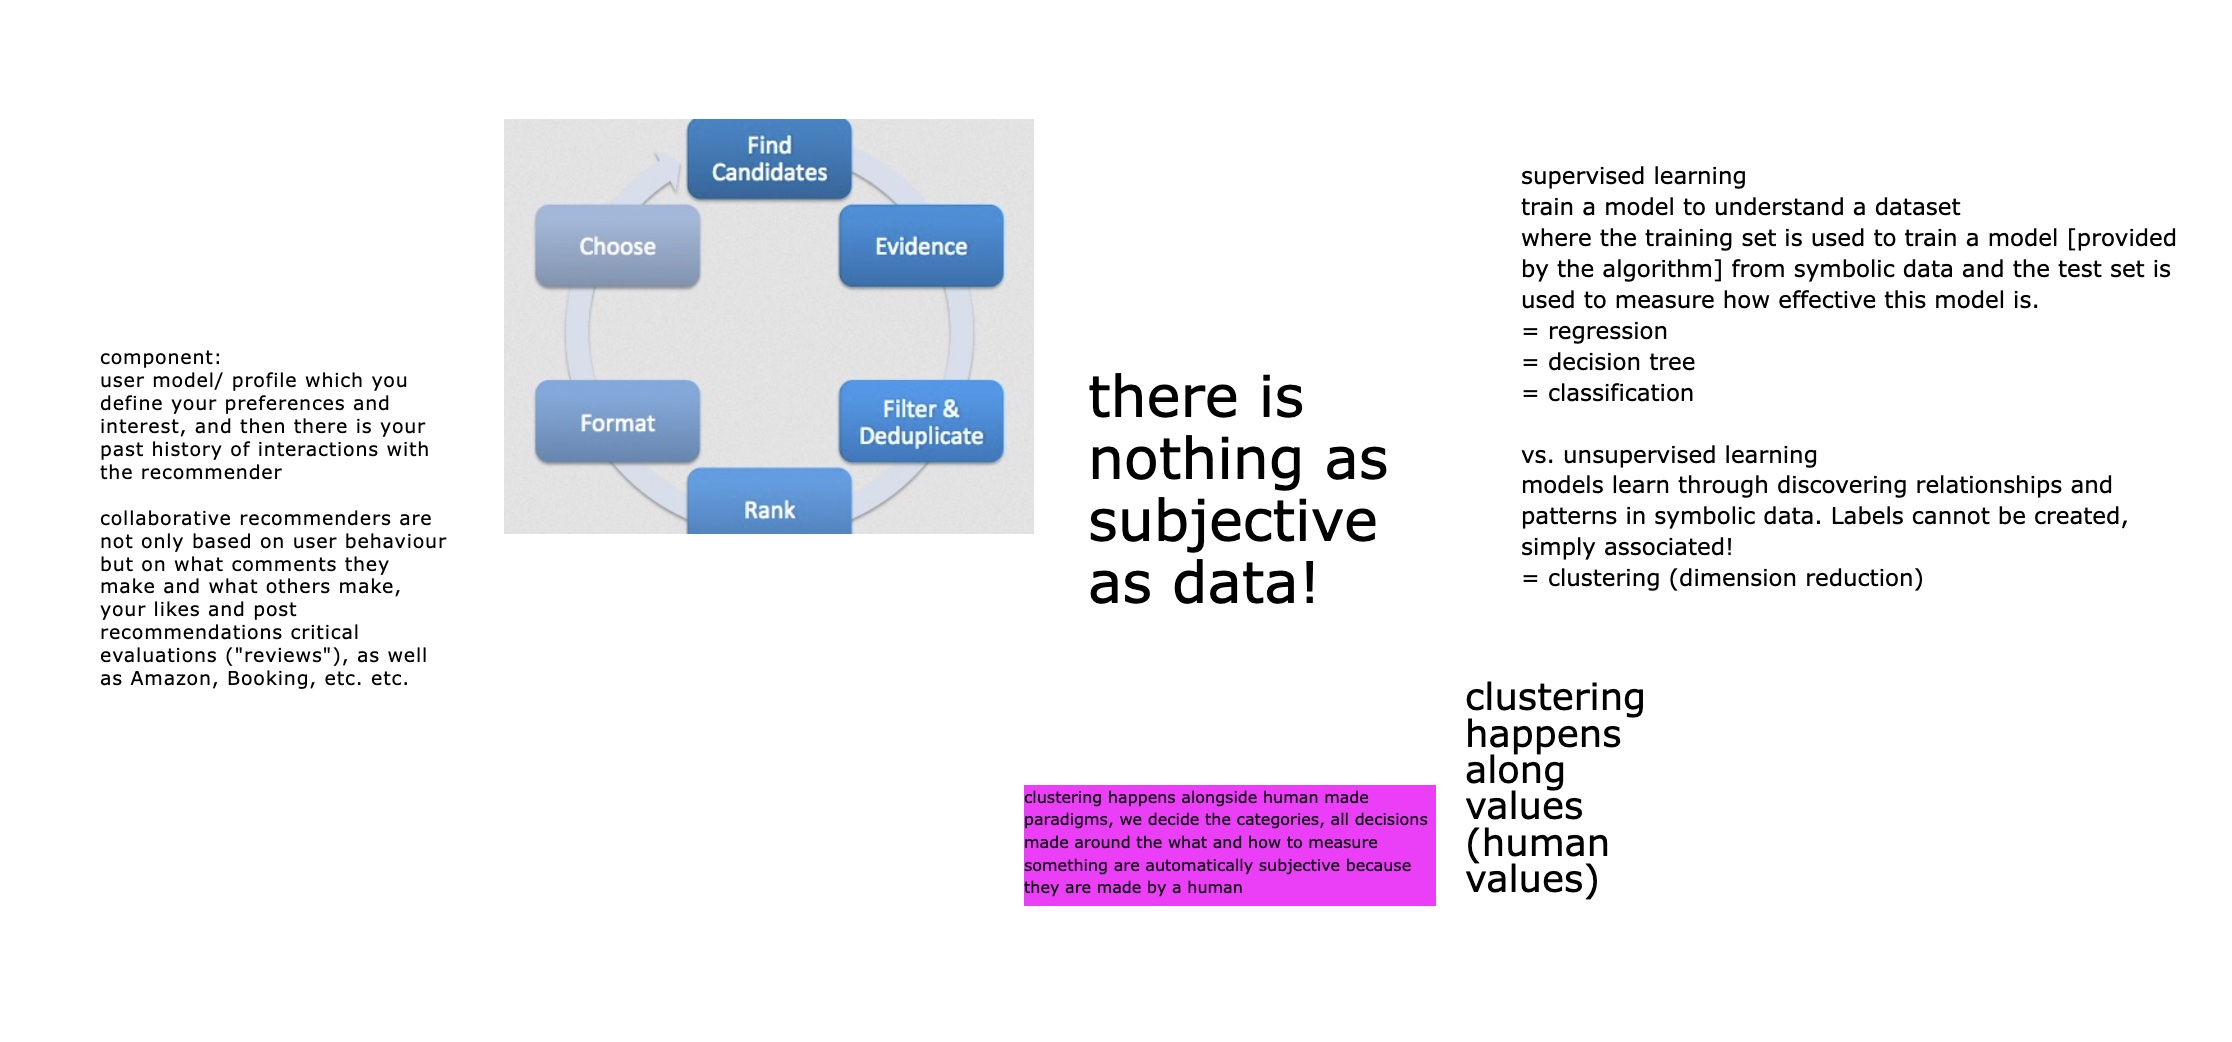 component:
user model/ profile which you
define your preferences and
interest, and then there is your
past history of interactions with
the recommender
collaborative recommenders are
not only based on user behaviour
but on what comments they
make and what others make,
your likes and post
recommendations critical
evaluations ("reviews"), as well
as Amazon, Booking, etc. etc.
Find
Candidates
Evidence
Filter &
Deduplicate
Rank
Format
Choose
there is
nothing as
subjective
as data!
supervised learning
train a model to understand a dataset
where the training set is used to train a model [provided
by the algorithm] from symbolic data and the test set is
used to measure how effective this model is.
= regression
= decision tree
= classification
vs. unsupervised learning
models learn through discovering relationships and
patterns in symbolic data. Labels cannot be created,
simply associated!
= clustering (dimension reduction)
clustering happens alongside human made
paradigms, we decide the categories, all decisions
made around the what and how to measure
something are automatically subjective because
they are made by a human
clustering
happens
along
values
(human
values)